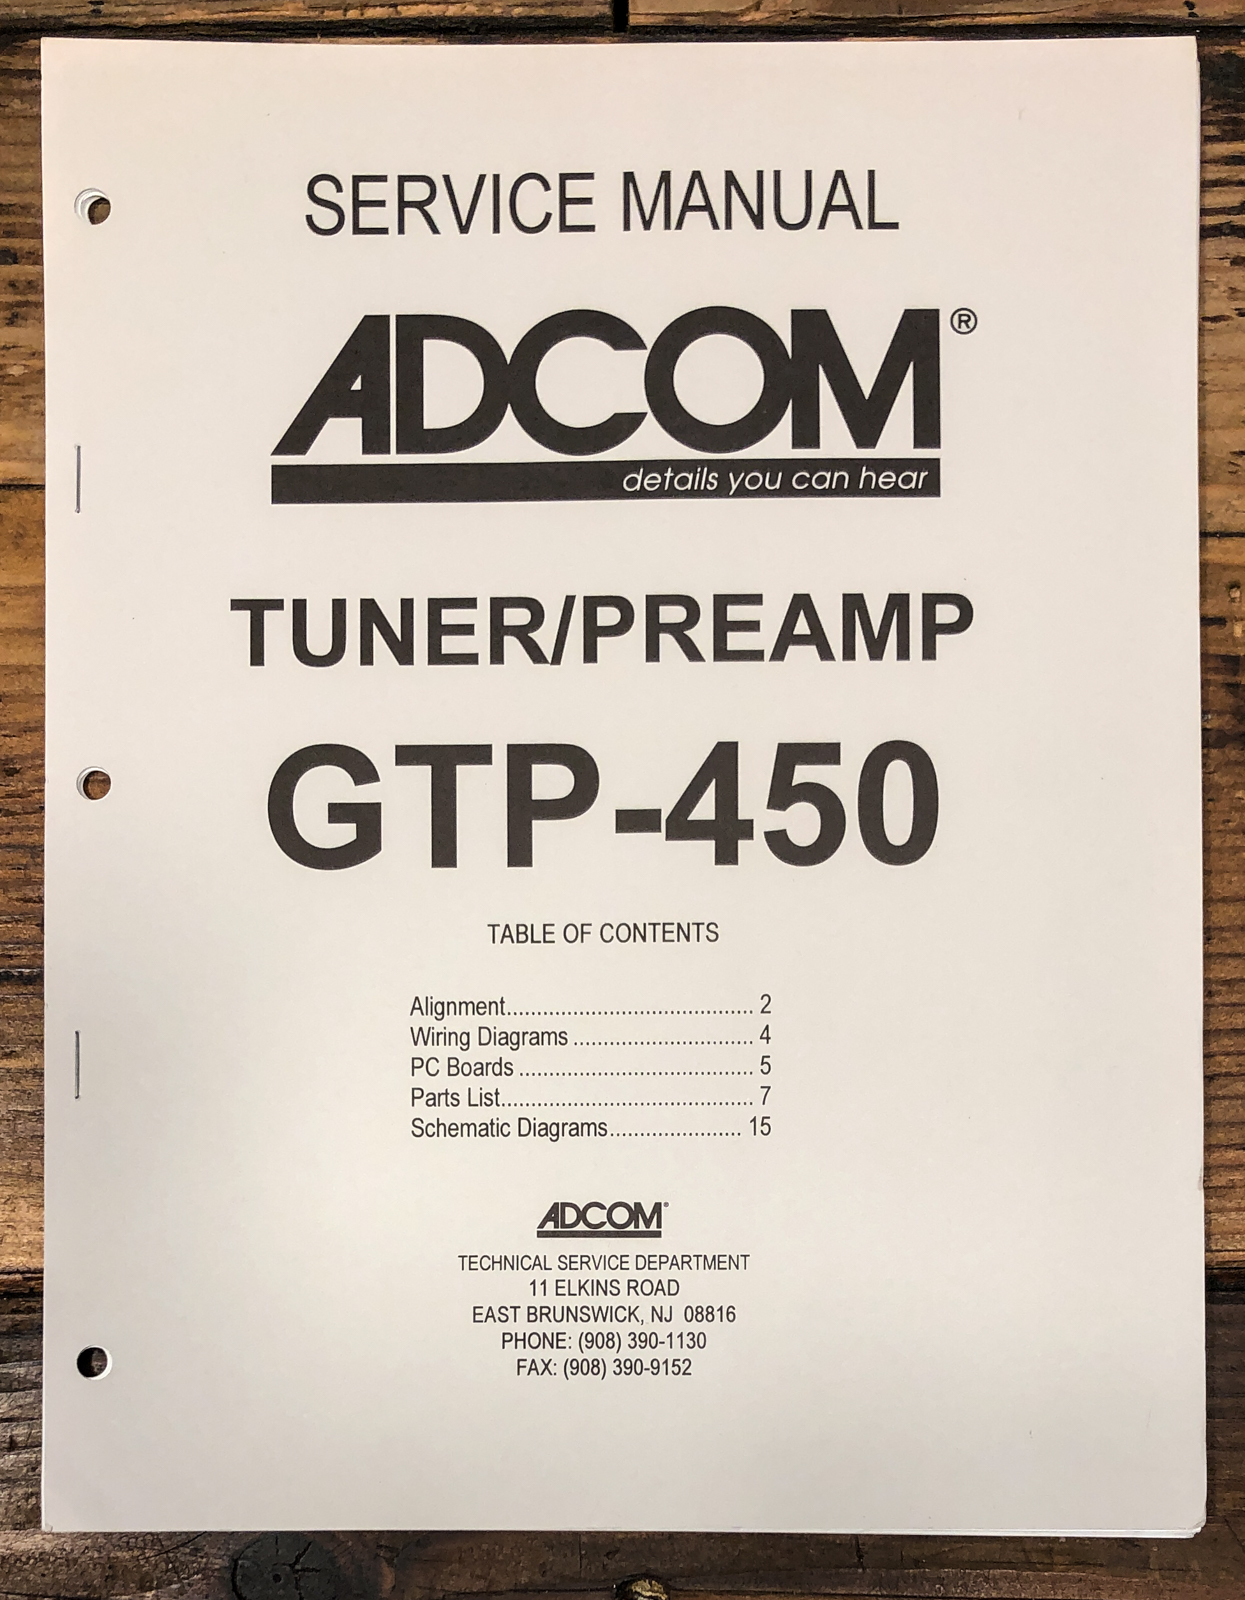 SERVICE MANUAL
ADCOM®
details you can hear
TUNER/PREAMP
GTP-450
TABLE OF CONTENTS
Alignment......................................... 2
Wiring Diagrams .............................. 4
PC Boards ....................................... 5
Parts List.......................................... 7
Schematic Diagrams...................... 15
ADCOM®
TECHNICAL SERVICE DEPARTMENT
11 ELKINS ROAD
EAST BRUNSWICK, NJ  08816
PHONE: (908) 390-1130
FAX: (908) 390-9152